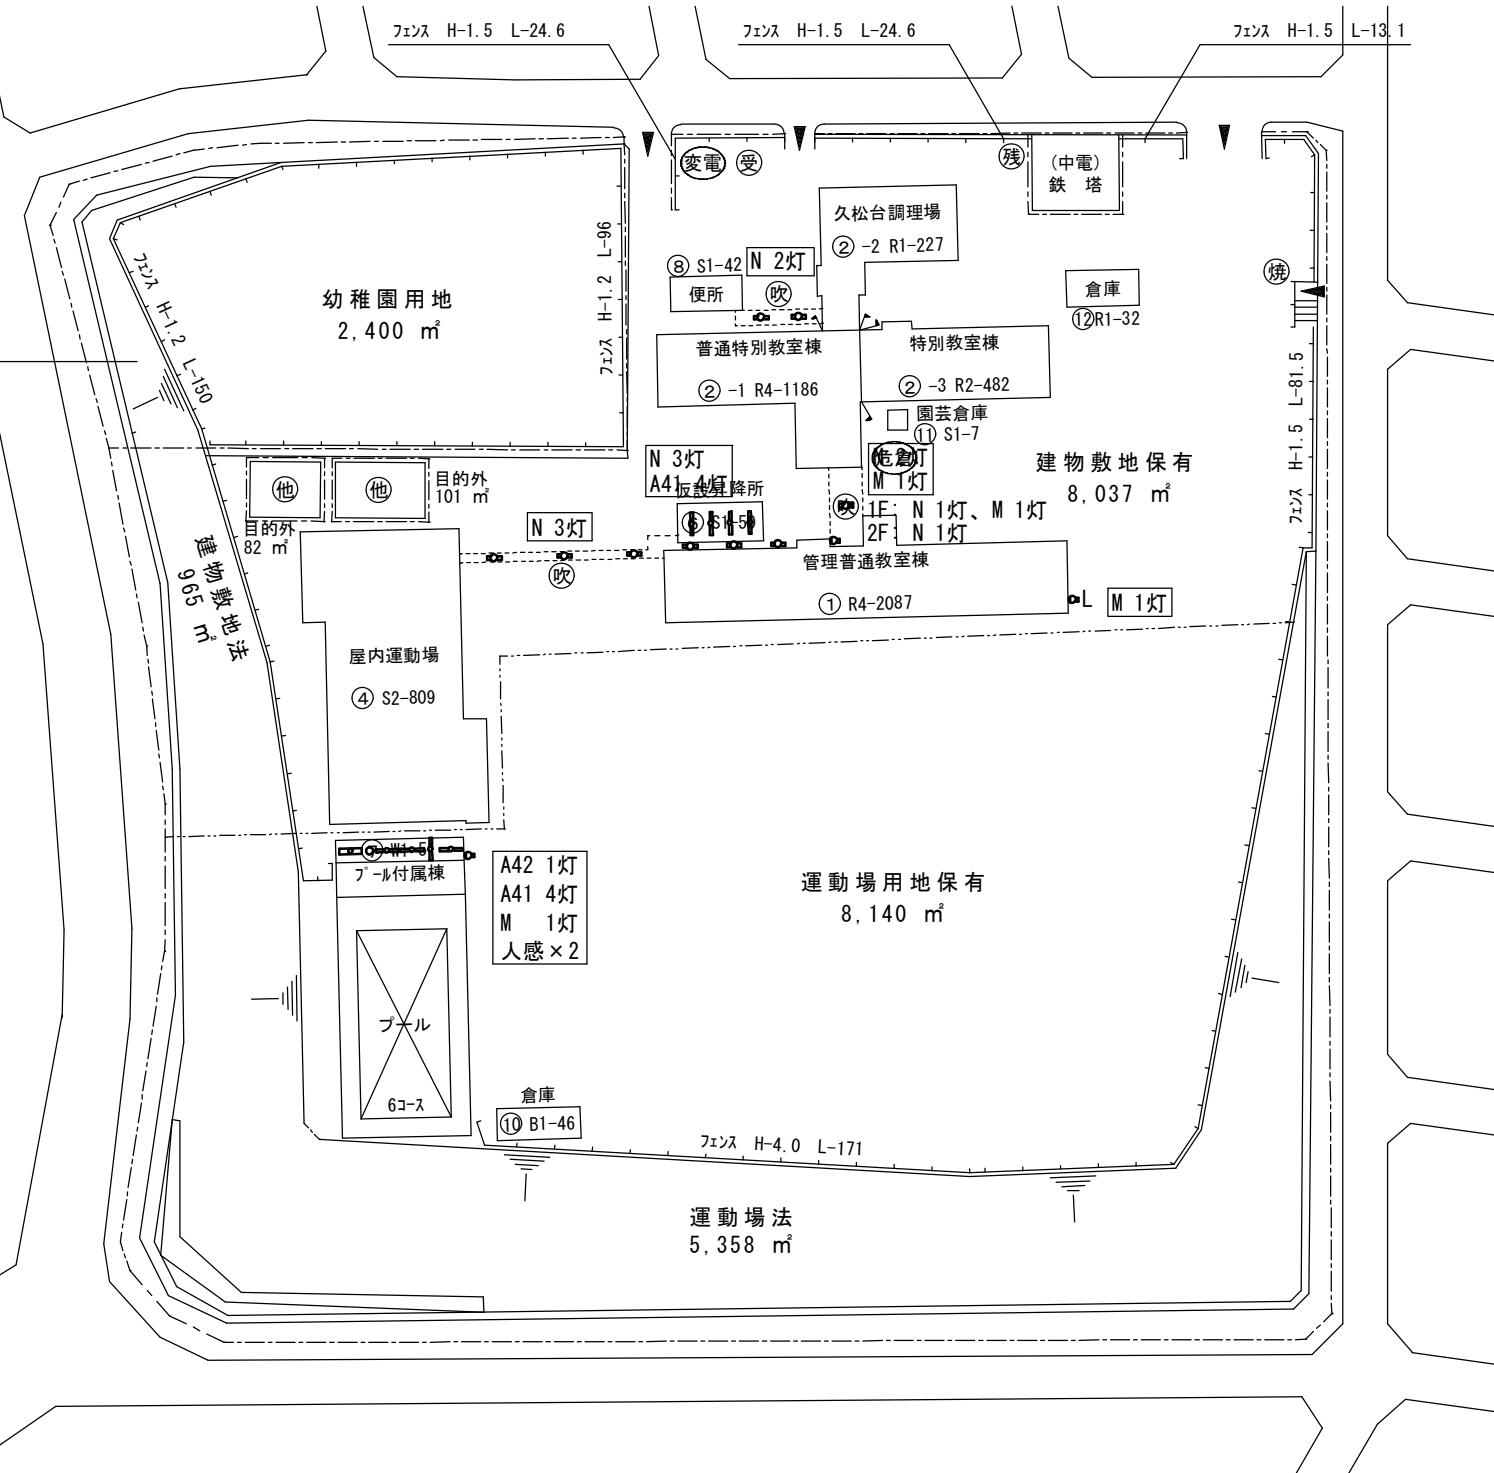 フェンス H-1.5 L-24.6
フェンス H-1.5 L-24.6
フェンス H-1.5 L-13.1
変電 受
残
(中電)
鉄 塔
久松台調理場
② -2 R1-227
⑧ S1-42
N 2灯
便所
吹
焼
倉庫
⑫R1-32
フェンス H-1.2 L-150
幼稚園用地
2,400 ㎡
フェンス H-1.2 L-96
普通特別教室棟
② -1 R4-1186
特別教室棟
② -3 R2-482
園芸倉庫
⑪ S1-7
フェンス H-1.5 L-81.5
建物敷地保有
8,037 ㎡
N 3灯
A41 4灯
仮設昇降所
危倉
M 1灯
1F: N 1灯、M 1灯
2F: N 1灯
吹
他
他
目的外
101 ㎡
目的外
82 ㎡
N 3灯
吹
建物敷地法
965 ㎡
管理普通教室棟
① R4-2087
L
M 1灯
屋内運動場
④ S2-809
プール付属棟
A42 1灯
A41 4灯
M 1灯
人感×2
運動場用地保有
8,140 ㎡
プール
6コース
倉庫
⑩ B1-46
フェンス H-4.0 L-171
運動場法
5,358 ㎡